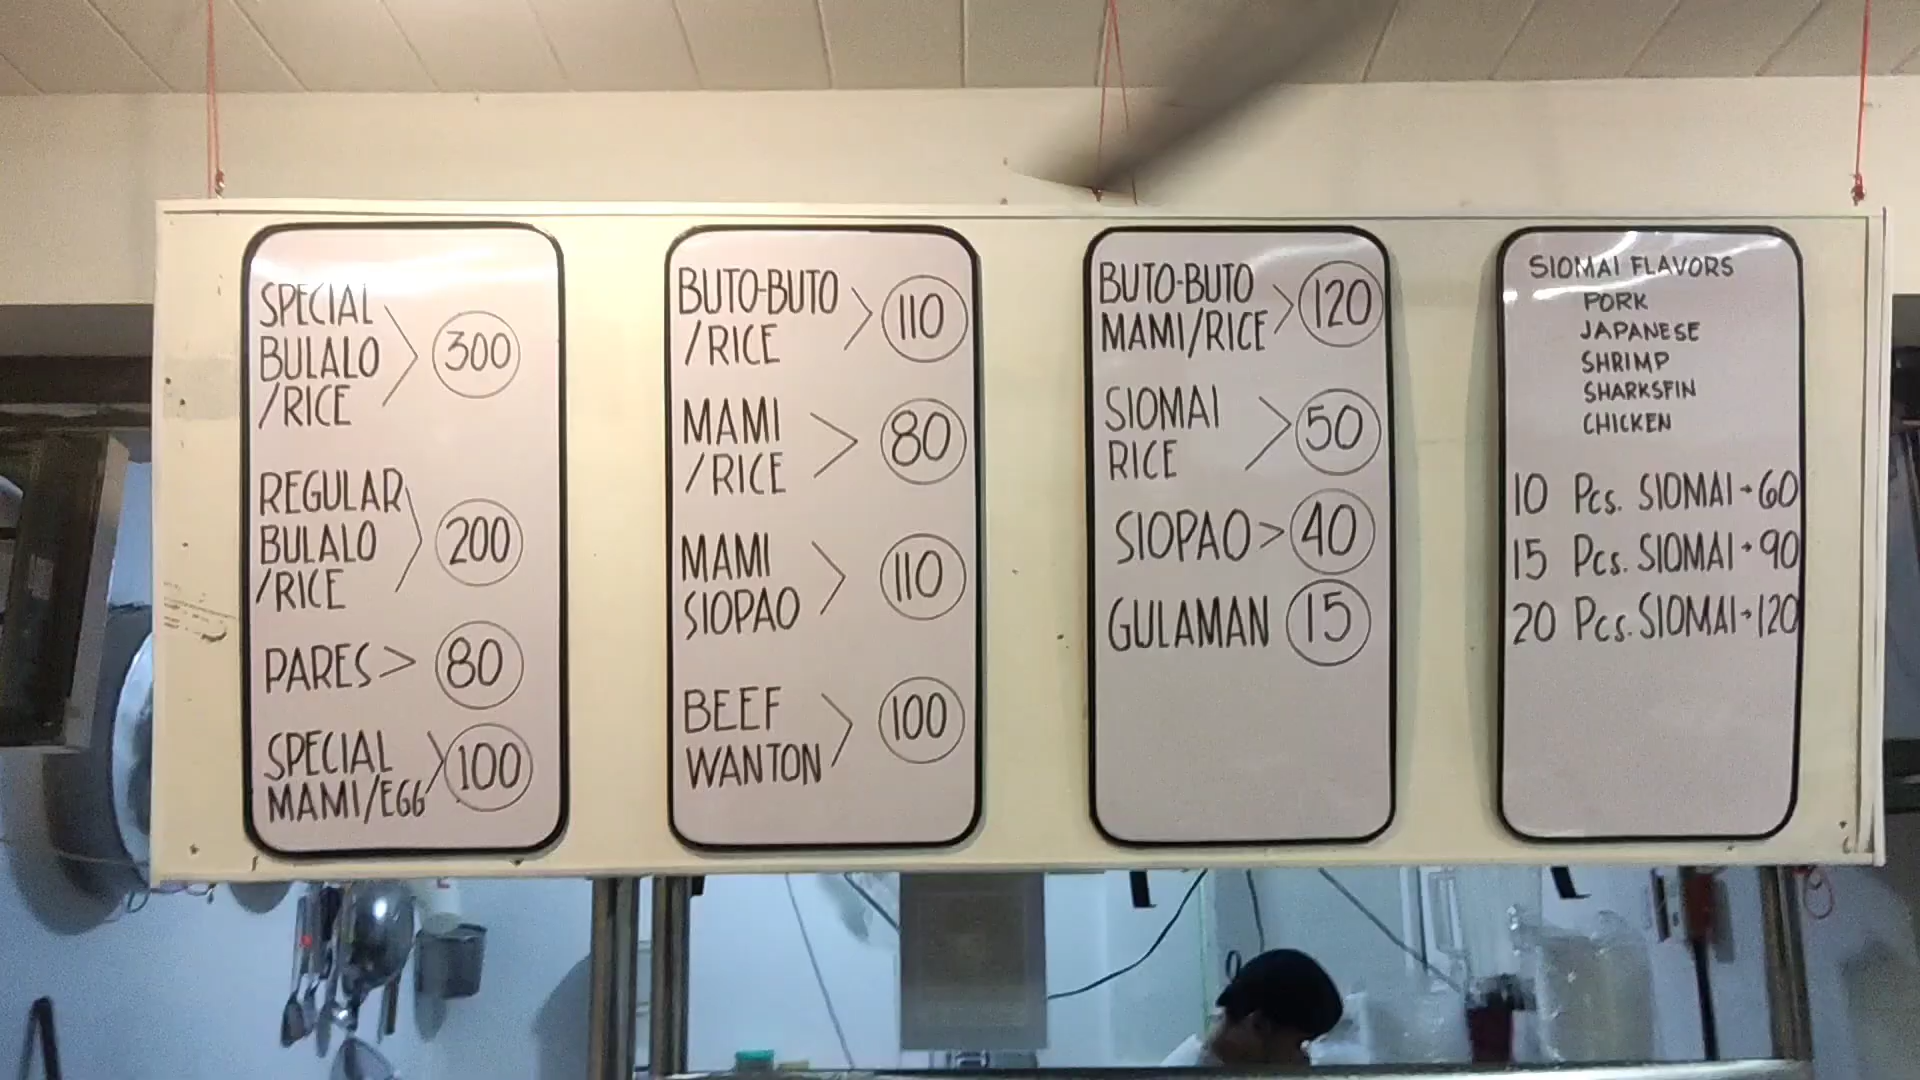 SPECIAL
BULALO > 300
/RICE
REGULAR
BULALO > 200
/RICE
PARES > 80
SPECIAL
MAMI/EGG > 100
BUTO-BUTO
/RICE > 110
MAMI
/RICE > 80
MAMI
SIOPAO > 110
BEEF
WANTON > 100
BUTO-BUTO
MAMI/RICE > 120
SIOMAI
RICE > 50
SIOPAO > 40
GULAMAN 15
SIOMAI FLAVORS
PORK
JAPANESE
SHRIMP
SHARKSFIN
CHICKEN
10 Pcs. SIOMAI - 60
15 Pcs. SIOMAI - 90
20 Pcs. SIOMAI - 120